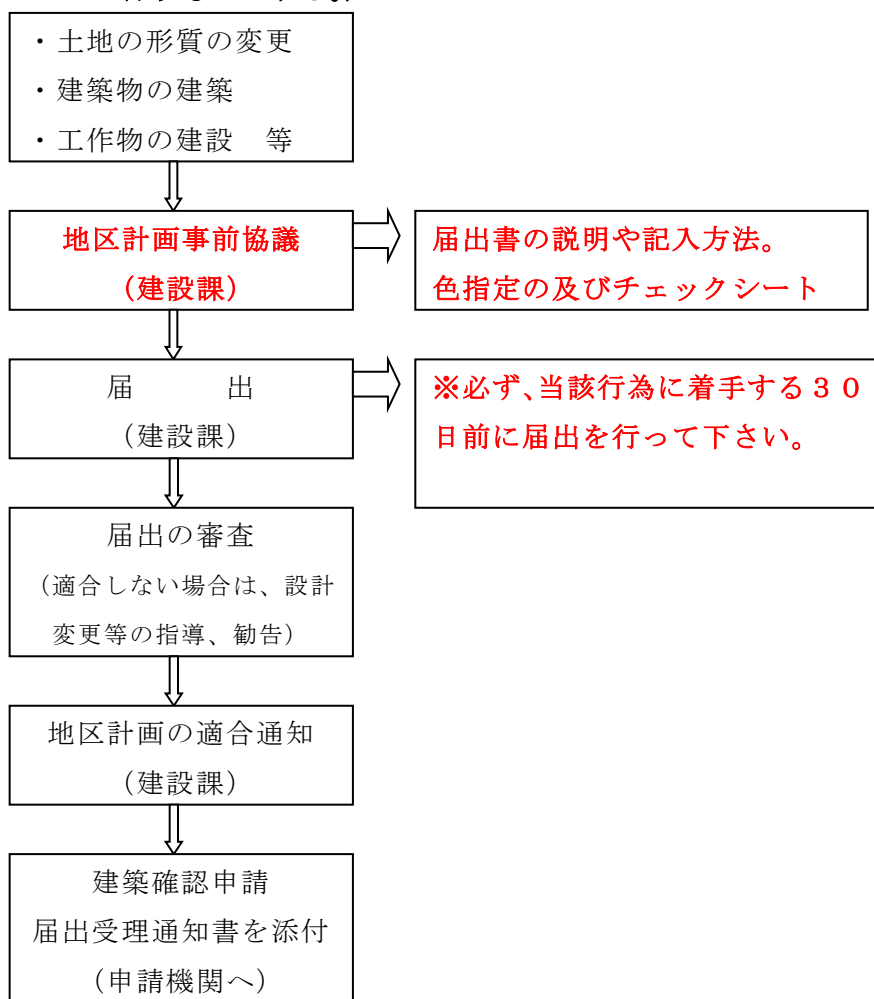 ・土地の形質の変更
・建築物の建築
・工作物の建設　等
地区計画事前協議
（建設課）
届出書の説明や記入方法。
色指定の及びチェックシート
届　　　出
（建設課）
※必ず、当該行為に着手する３０
日前に届出を行って下さい。
届出の審査
（適合しない場合は、設計
変更等の指導、勧告）
地区計画の適合通知
（建設課）
建築確認申請
届出受理通知書を添付
（申請機関へ）